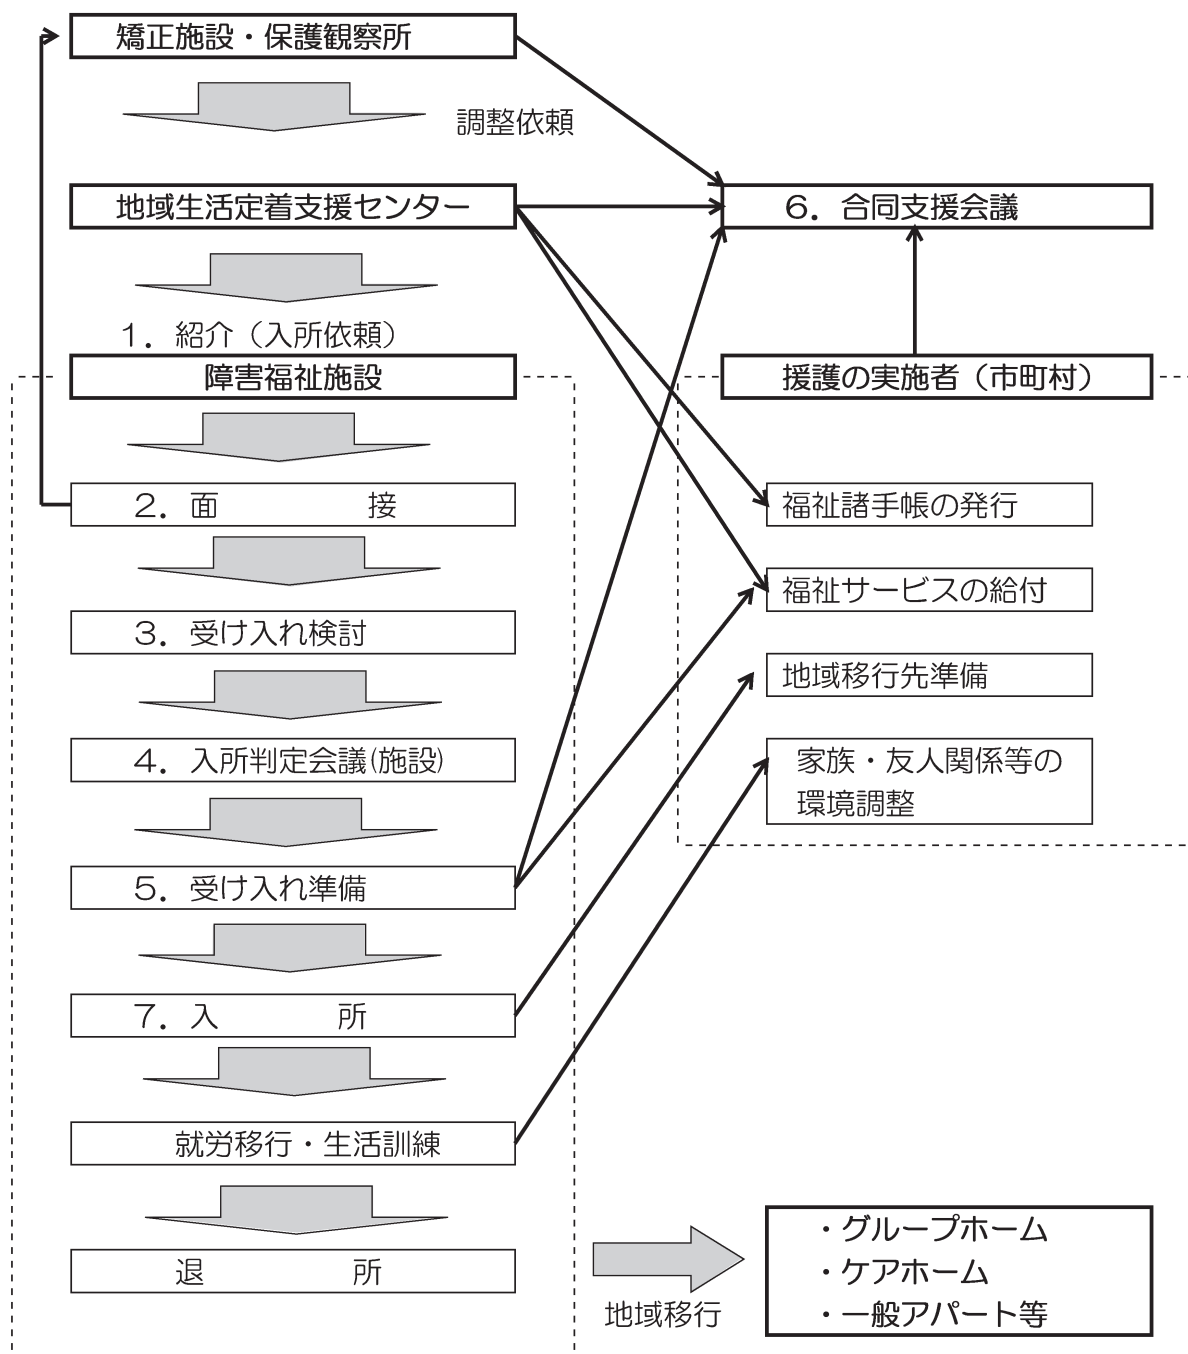 矯正施設・保護観察所
調整依頼
地域生活定着支援センター
6．合同支援会議
1．紹介（入所依頼）
障害福祉施設
援護の実施者（市町村）
2．面　　　　　接
福祉諸手帳の発行
福祉サービスの給付
3．受け入れ検討
地域移行先準備
4．入所判定会議(施設)
家族・友人関係等の
環境調整
5．受け入れ準備
7．入　　　　所
就労移行・生活訓練
退　　　　　所
地域移行
・グループホーム
・ケアホーム
・一般アパート等